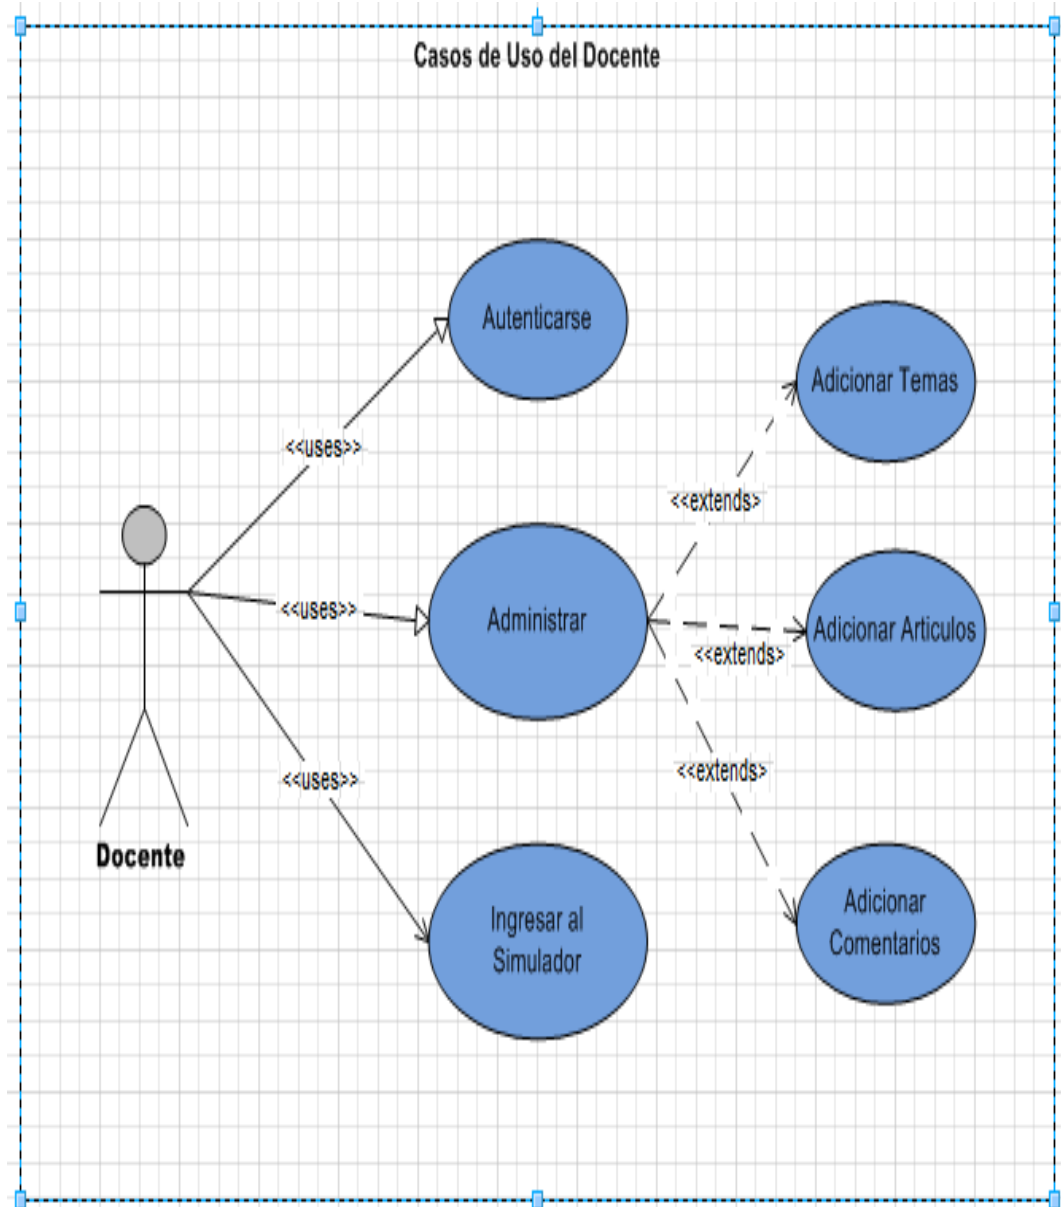 Casos de Uso del Docente
Autenticarse
Adicionar Temas
<<uses>>
<<extends>
<<uses>>
Administrar
Adicionar Articulos
<<extends>
<<uses>>
<<extends>
Docente
Ingresar al
Simulador
Adicionar
Comentarios